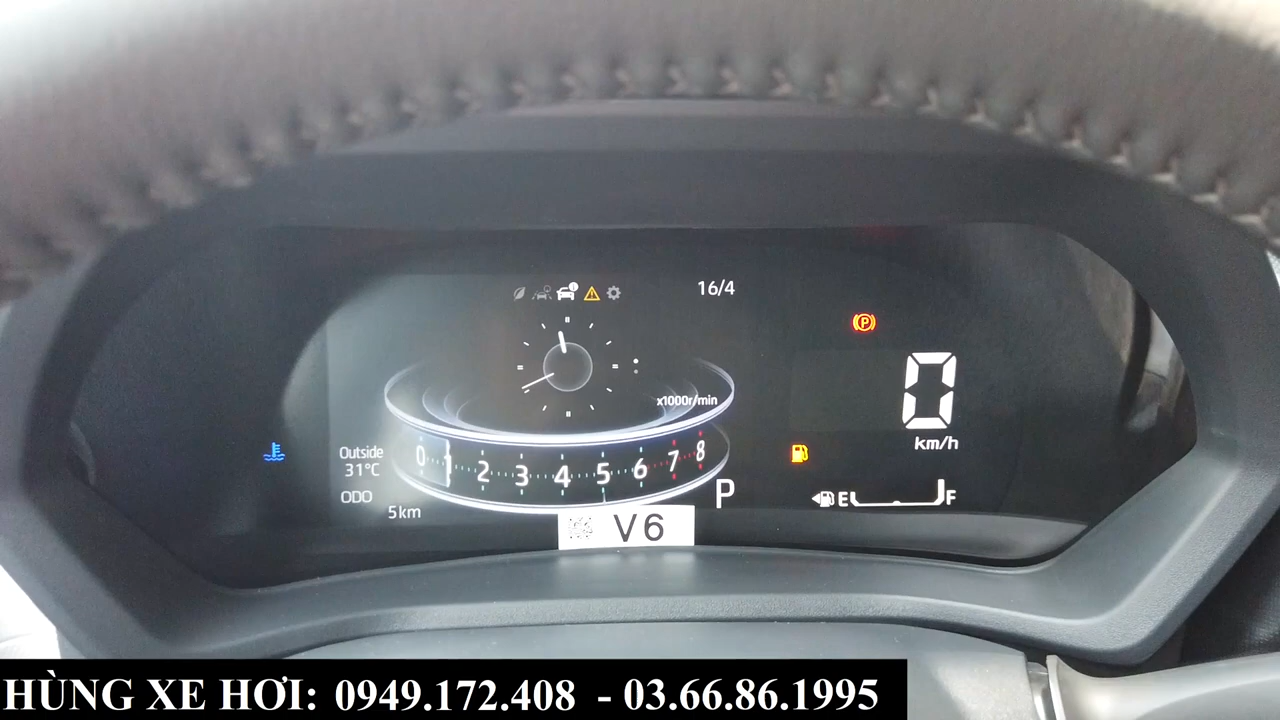 16/4
x1000r/min
0
km/h
Outside
31°C
ODO
5km
0 1 2 3 4 5 6 7 8
P
E F
V6
HÙNG XE HƠI: 0949.172.408 - 03.66.86.1995